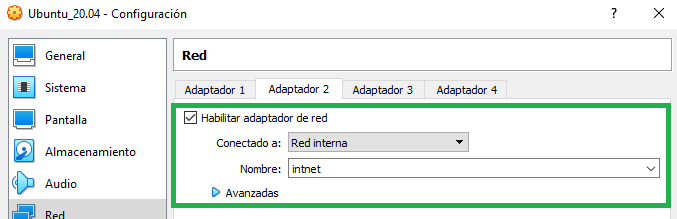 Ubuntu_20.04 - Configuración
?
General
Sistema
Pantalla
Almacenamiento
Audio
Red
Red
Adaptador 1 Adaptador 2 Adaptador 3 Adaptador 4
Habilitar adaptador de red
Conectado a: Red interna
Nombre: intnet
Avanzadas